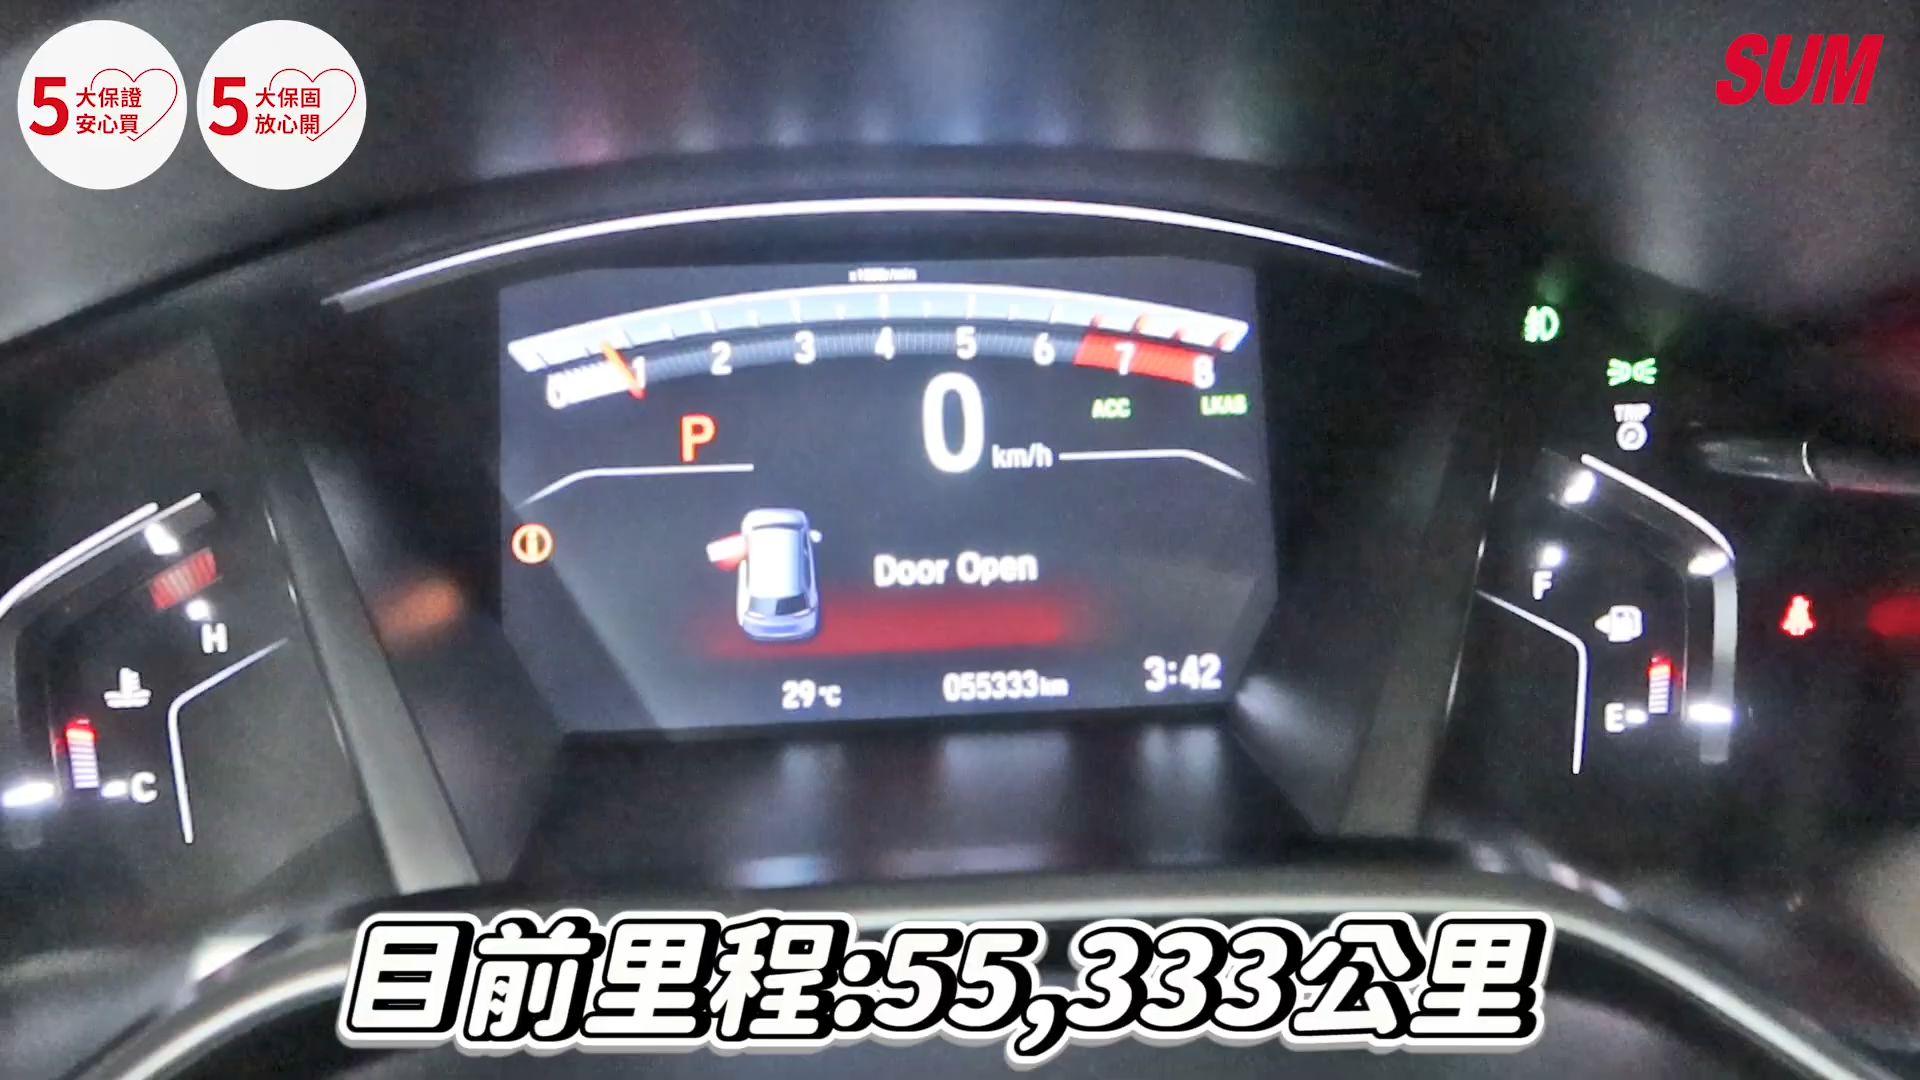 5大保證
安心買
5大保固
放心開
SUM
0 1 2 3 4 5 6 7 8
P
0 km/h
ACC
LKAS
TRIP
Door Open
H
C
F
E
29°C
055333km
3:42
目前里程:55,333公里